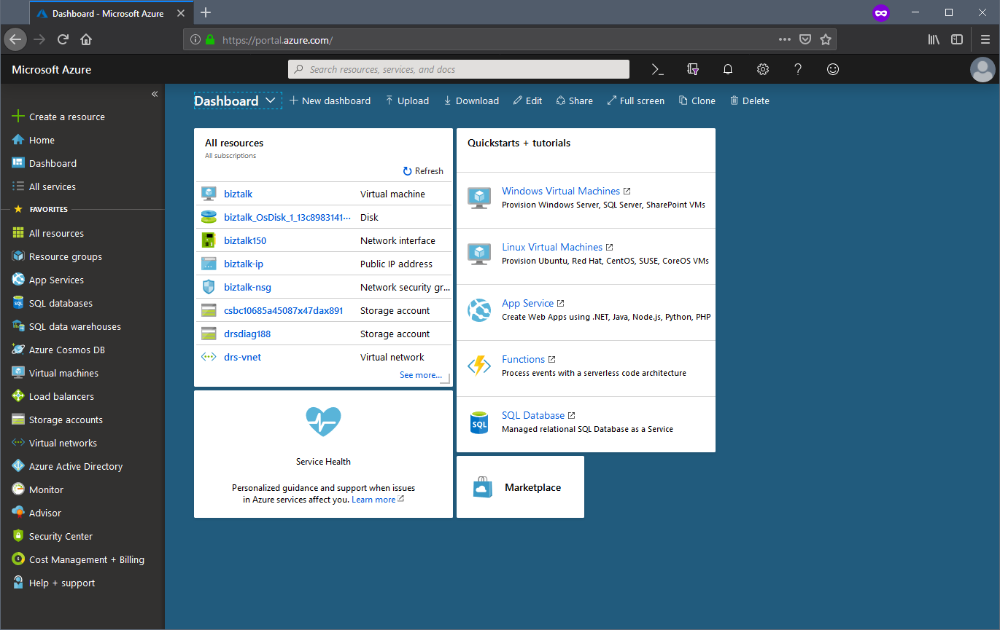 Dashboard - Microsoft Azure
https://portal.azure.com/
Microsoft Azure
Search resources, services, and docs
Create a resource
Home
Dashboard
All services
FAVORITES
All resources
Resource groups
App Services
SQL databases
SQL data warehouses
Azure Cosmos DB
Virtual machines
Load balancers
Storage accounts
Virtual networks
Azure Active Directory
Monitor
Advisor
Security Center
Cost Management + Billing
Help + support
Dashboard New dashboard Upload Download Edit Share Full screen Clone Delete
All resources
All subscriptions
Refresh
biztalk Virtual machine
biztalk_OsDisk_1_13c8983141... Disk
biztalk150 Network interface
biztalk-ip Public IP address
biztalk-nsg Network security gr...
csbc10685a45087x47dax891 Storage account
drsdiag188 Storage account
drs-vnet Virtual network
See more...
Service Health
Personalized guidance and support when issues
in Azure services affect you. Learn more
Quickstarts + tutorials
Windows Virtual Machines
Provision Windows Server, SQL Server, SharePoint VMs
Linux Virtual Machines
Provision Ubuntu, Red Hat, CentOS, SUSE, CoreOS VMs
App Service
Create Web Apps using .NET, Java, Node.js, Python, PHP
Functions
Process events with a serverless code architecture
SQL
SQL Database
Managed relational SQL Database as a Service
Marketplace